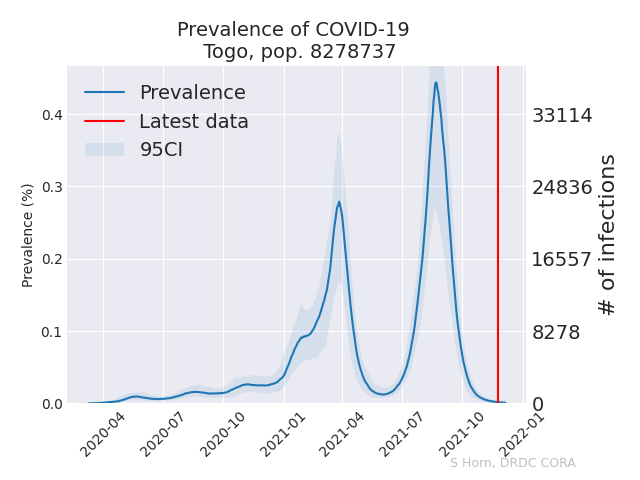 Prevalence of COVID-19
Togo, pop. 8278737
Prevalence
Latest data
95CI
Prevalence (%)
0.4
0.3
0.2
0.1
0.0
33114
24836
16557
8278
0
# of infections
2020-04
2020-07
2020-10
2021-01
2021-04
2021-07
2021-10
2022-01
S Horn, DRDC CORA